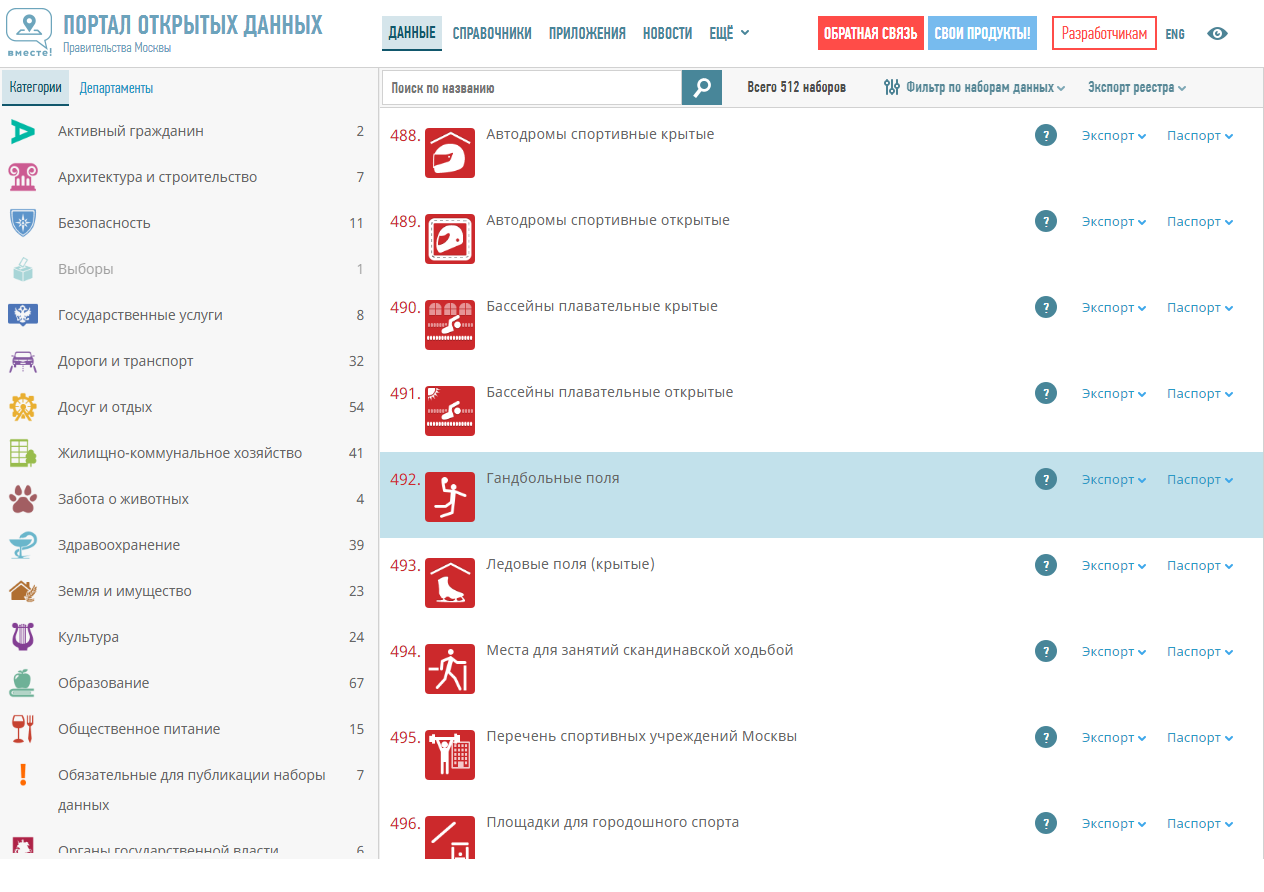 вместе!
ПОРТАЛ ОТКРЫТЫХ ДАННЫХ
Правительства Москвы
ДАННЫЕ СПРАВОЧНИКИ ПРИЛОЖЕНИЯ НОВОСТИ ЕЩЁ
ОБРАТНАЯ СВЯЗЬ СВОИ ПРОДУКТЫ! Разработчикам ENG
Категории Департаменты
Поиск по названию Всего 512 наборов Фильтр по наборам данных Экспорт реестра
Активный гражданин 2
Архитектура и строительство 7
Безопасность 11
Выборы 1
Государственные услуги 8
Дороги и транспорт 32
Досуг и отдых 54
Жилищно-коммунальное хозяйство 41
Забота о животных 4
Здравоохранение 39
Земля и имущество 23
Культура 24
Образование 67
Общественное питание 15
Обязательные для публикации наборы 7
данных
Органы государственной власти 6
488. Автодромы спортивные крытые ? Экспорт Паспорт
489. Автодромы спортивные открытые ? Экспорт Паспорт
490. Бассейны плавательные крытые ? Экспорт Паспорт
491. Бассейны плавательные открытые ? Экспорт Паспорт
492. Гандбольные поля ? Экспорт Паспорт
493. Ледовые поля (крытые) ? Экспорт Паспорт
494. Места для занятий скандинавской ходьбой ? Экспорт Паспорт
495. Перечень спортивных учреждений Москвы ? Экспорт Паспорт
496. Площадки для городошного спорта ? Экспорт Паспорт